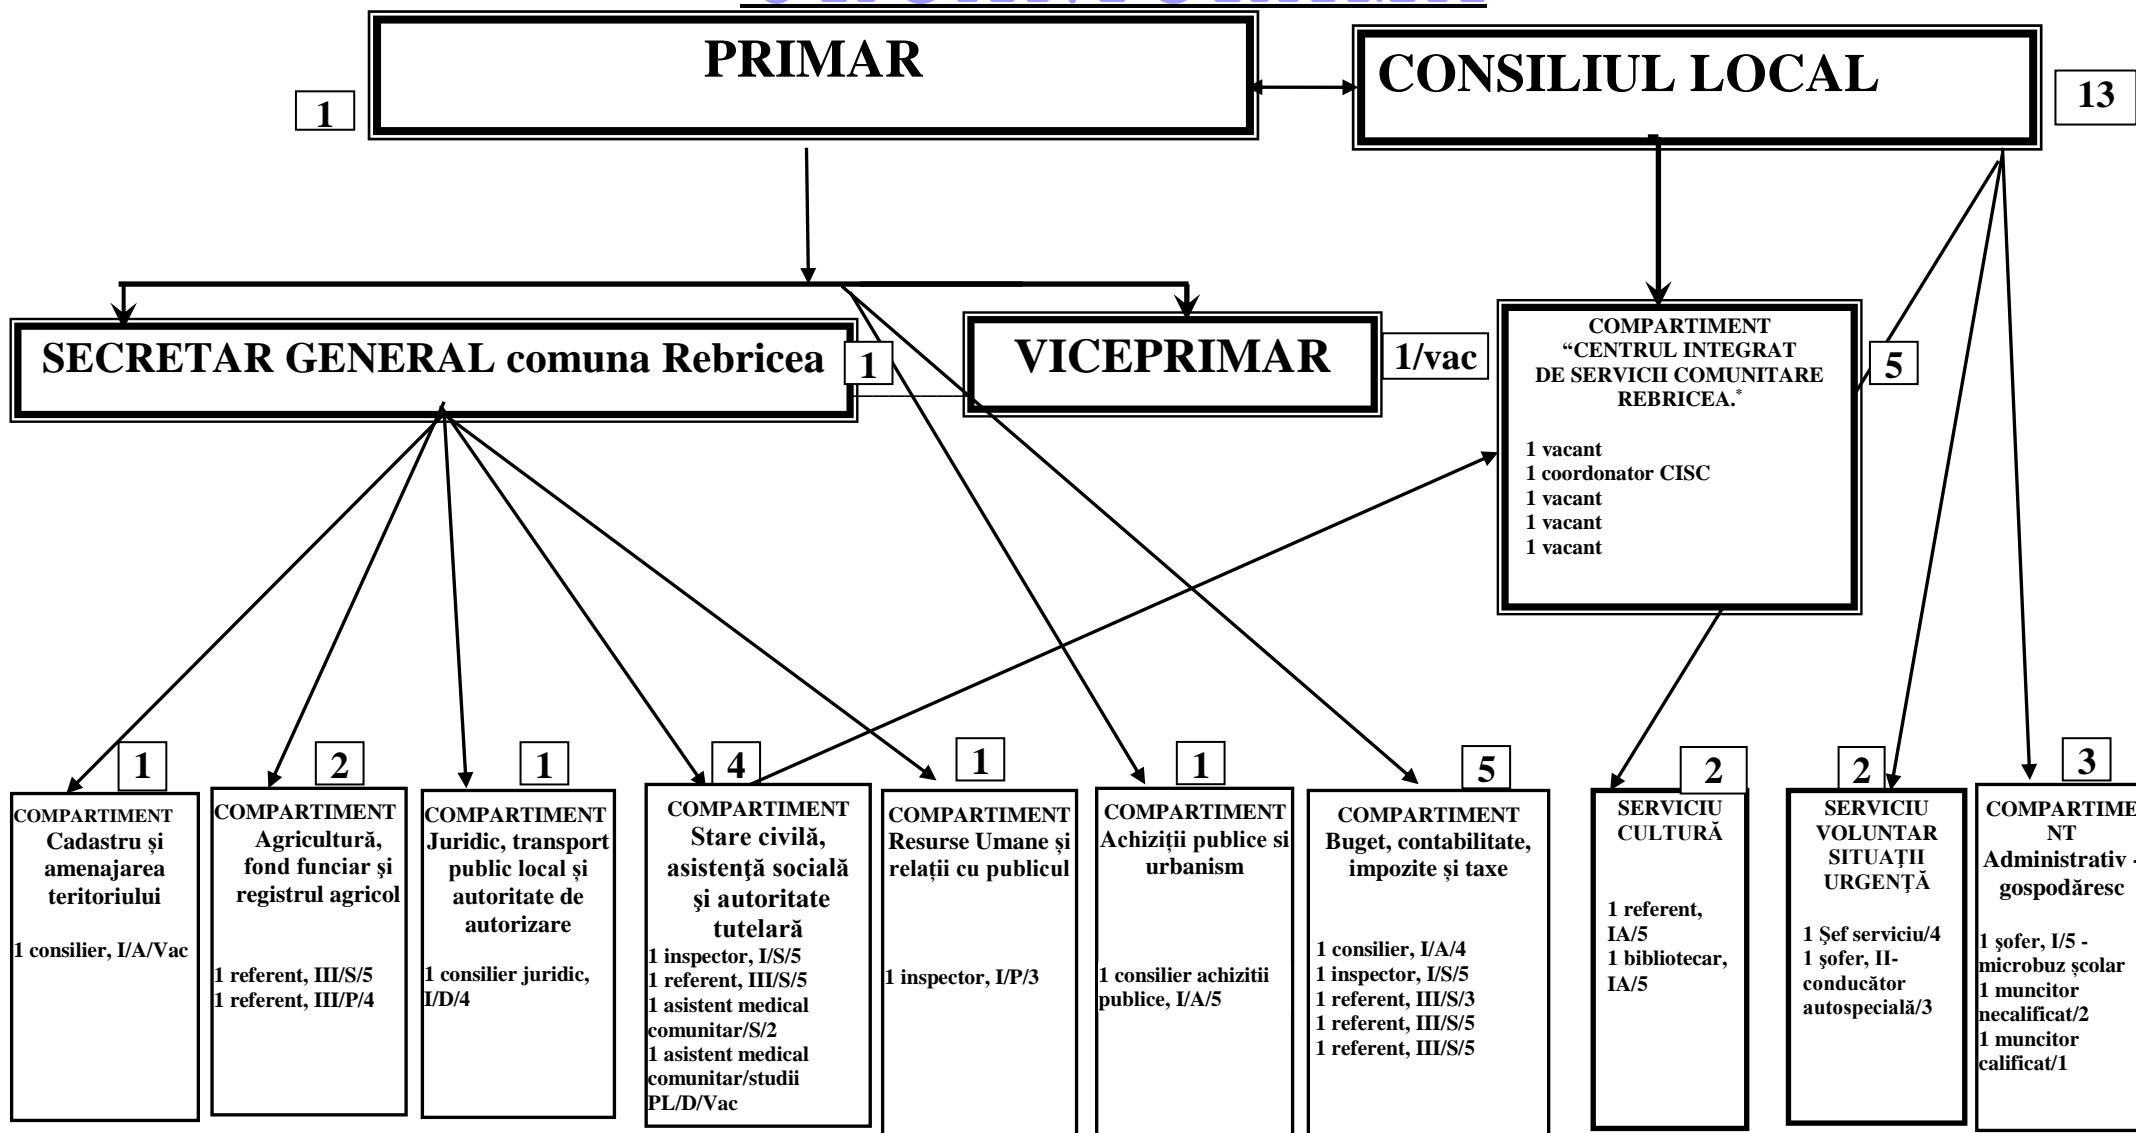 PRIMAR
1
CONSILIUL LOCAL
13
SECRETAR GENERAL comuna Rebricea
1
VICEPRIMAR
1/vac
COMPARTIMENT
“CENTRUL INTEGRAT
DE SERVICII COMUNITARE
REBRICEA.*
1 vacant
1 coordonator CISC
1 vacant
1 vacant
1 vacant
5
1
COMPARTIMENT
Cadastru și
amenajarea
teritoriului
1 consilier, I/A/Vac
2
COMPARTIMENT
Agricultură,
fond funciar şi
registrul agricol
1 referent, III/S/5
1 referent, III/P/4
1
COMPARTIMENT
Juridic, transport
public local și
autoritate de
autorizare
1 consilier juridic,
I/D/4
4
COMPARTIMENT
Stare civilă,
asistenţă socială
şi autoritate
tutelară
1 inspector, I/S/5
1 referent, III/S/5
1 asistent medical
comunitar/S/2
1 asistent medical
comunitar/studii
PL/D/Vac
1
COMPARTIMENT
Resurse Umane și
relații cu publicul
1 inspector, I/P/3
1
COMPARTIMENT
Achiziții publice si
urbanism
1 consilier achizitii
publice, I/A/5
5
COMPARTIMENT
Buget, contabilitate,
impozite și taxe
1 consilier, I/A/4
1 inspector, I/S/5
1 referent, III/S/3
1 referent, III/S/5
1 referent, III/S/5
2
SERVICIU
CULTURĂ
1 referent,
IA/5
1 bibliotecar,
IA/5
2
SERVICIU
VOLUNTAR
SITUAŢII
URGENŢĂ
1 Şef serviciu/4
1 şofer, II-
conducător
autospecială/3
3
COMPARTIME
NT
Administrativ -
gospodăresc
1 şofer, I/5 -
microbuz școlar
1 muncitor
necalificat/2
1 muncitor
calificat/1